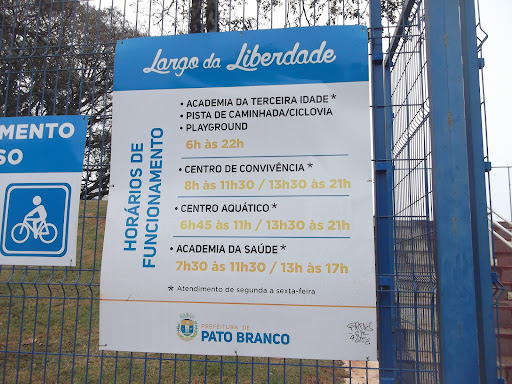 Largo da Liberdade
HORÁRIOS DE
FUNCIONAMENTO
• ACADEMIA DA TERCEIRA IDADE *
• PISTA DE CAMINHADA/CICLOVIA
• PLAYGROUND
6h às 22h
• CENTRO DE CONVIVÊNCIA *
8h às 11h30 / 13h30 às 21h
• CENTRO AQUÁTICO *
6h45 às 11h / 13h30 às 21h
• ACADEMIA DA SAÚDE *
7h30 às 11h30 / 13h às 17h
* Atendimento de segunda a sexta-feira
PREFEITURA DE
PATO BRANCO
MENTO
SO